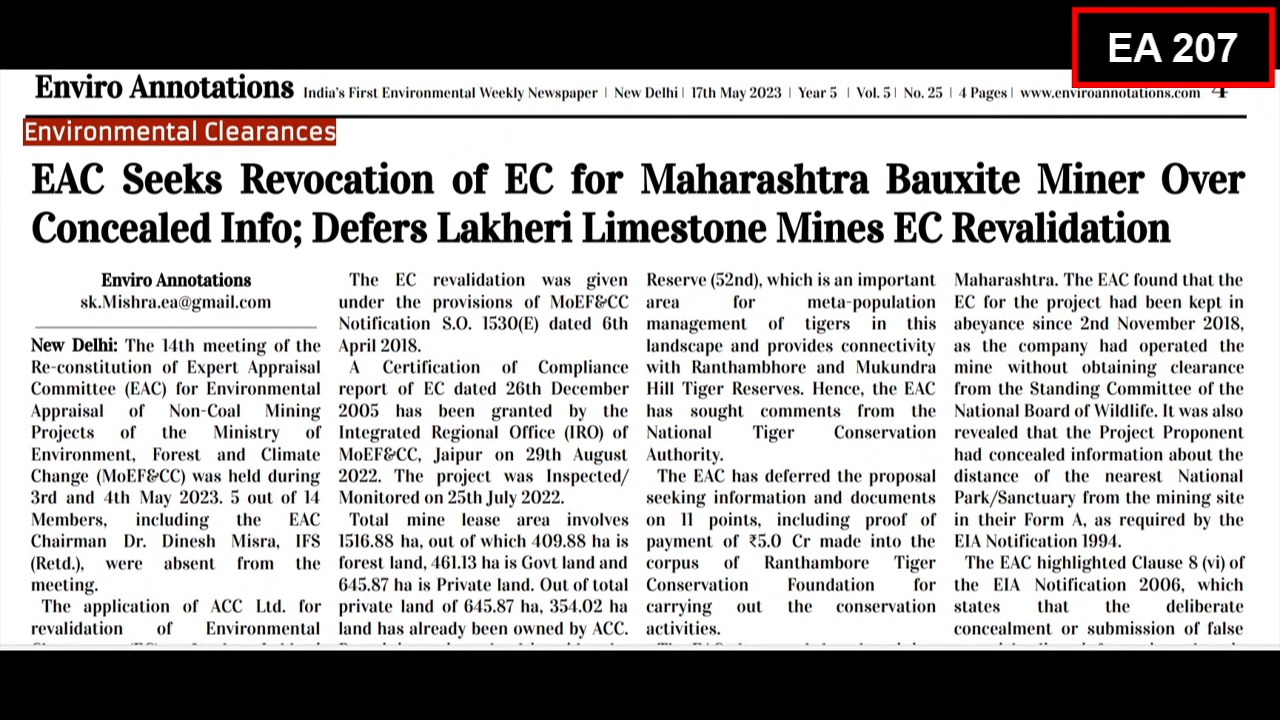 EA 207
Enviro Annotations India's First Environmental Weekly Newspaper | New Delhi | 17th May 2023 | Year 5 | Vol. 5 | No. 25 | 4 Pages | www.enviroannotations.com 4
Environmental Clearances
EAC Seeks Revocation of EC for Maharashtra Bauxite Miner Over
Concealed Info; Defers Lakheri Limestone Mines EC Revalidation
Enviro Annotations
sk.Mishra.ea@gmail.com
New Delhi: The 14th meeting of the
Re-constitution of Expert Appraisal
Committee (EAC) for Environmental
Appraisal of Non-Coal Mining
Projects of the Ministry of
Environment, Forest and Climate
Change (MoEF&CC) was held during
3rd and 4th May 2023. 5 out of 14
Members, including the EAC
Chairman Dr. Dinesh Misra, IFS
(Retd.), were absent from the
meeting.
The application of ACC Ltd. for
revalidation of Environmental
The EC revalidation was given
under the provisions of MoEF&CC
Notification S.O. 1530(E) dated 6th
April 2018.
A Certification of Compliance
report of EC dated 26th December
2005 has been granted by the
Integrated Regional Office (IRO) of
MoEF&CC, Jaipur on 29th August
2022. The project was Inspected/
Monitored on 25th July 2022.
Total mine lease area involves
1516.88 ha, out of which 409.88 ha is
forest land, 461.13 ha is Govt land and
645.87 ha is Private land. Out of total
private land of 645.87 ha, 354.02 ha
land has already been owned by ACC.
Reserve (52nd), which is an important
area for meta-population
management of tigers in this
landscape and provides connectivity
with Ranthambhore and Mukundra
Hill Tiger Reserves. Hence, the EAC
has sought comments from the
National Tiger Conservation
Authority.
The EAC has deferred the proposal
seeking information and documents
on 11 points, including proof of
payment of ₹5.0 Cr made into the
corpus of Ranthambore Tiger
Conservation Foundation for
carrying out the conservation
activities.
Maharashtra. The EAC found that the
EC for the project had been kept in
abeyance since 2nd November 2018,
as the company had operated the
mine without obtaining clearance
from the Standing Committee of the
National Board of Wildlife. It was also
revealed that the Project Proponent
had concealed information about the
distance of the nearest National
Park/Sanctuary from the mining site
in their Form A, as required by the
EIA Notification 1994.
The EAC highlighted Clause 8 (vi) of
the EIA Notification 2006, which
states that the deliberate
concealment or submission of false